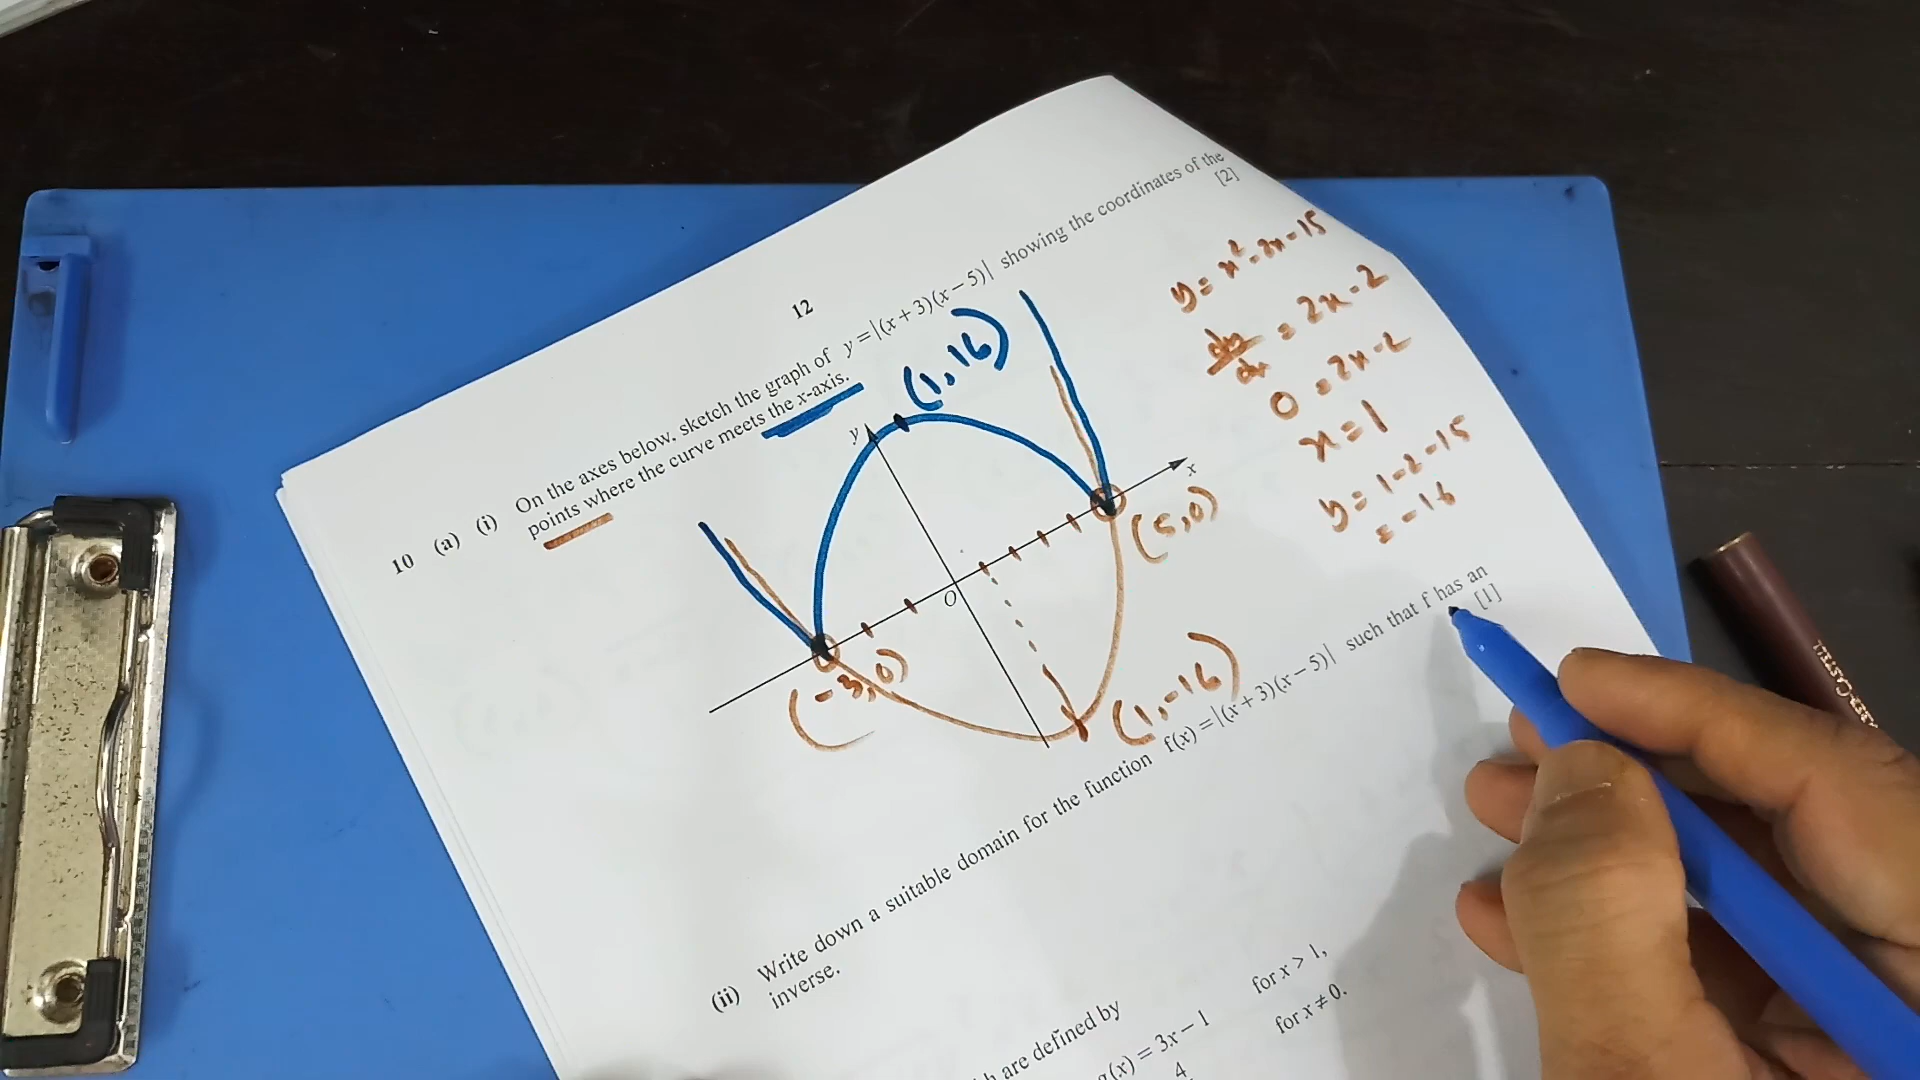 12
10 (a) (i) On the axes below, sketch the graph of y = |(x + 3)(x − 5)| showing the coordinates of the
points where the curve meets the x-axis. [2]
y = x² - 2x - 15
dy/dx = 2x - 2
0 = 2x - 2
x = 1
y = 1 - 2 - 15
= - 16
(1, 16)
y
x
O
(5,0)
(-3,0)
(1,-16)
(ii) Write down a suitable domain for the function f(x) = |(x + 3)(x − 5)| such that f has an
inverse. [1]
are defined by
(x) = 3x − 1 for x > 1,
4 for x ≠ 0.